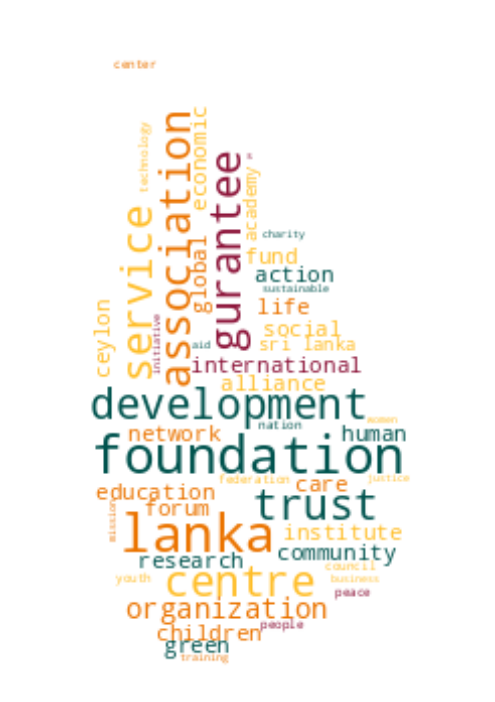 center
technology
association
economic
service
gurantee
academy
charity
fund
action
global
sustainable
life
ceylon
initiative
social
aid
sri lanka
international
alliance
development
women
nation
network
human
foundation
federation
care
justice
education
trust
forum
mission
lanka
institute
community
research
council
youth
centre
business
peace
organization
people
children
green
training